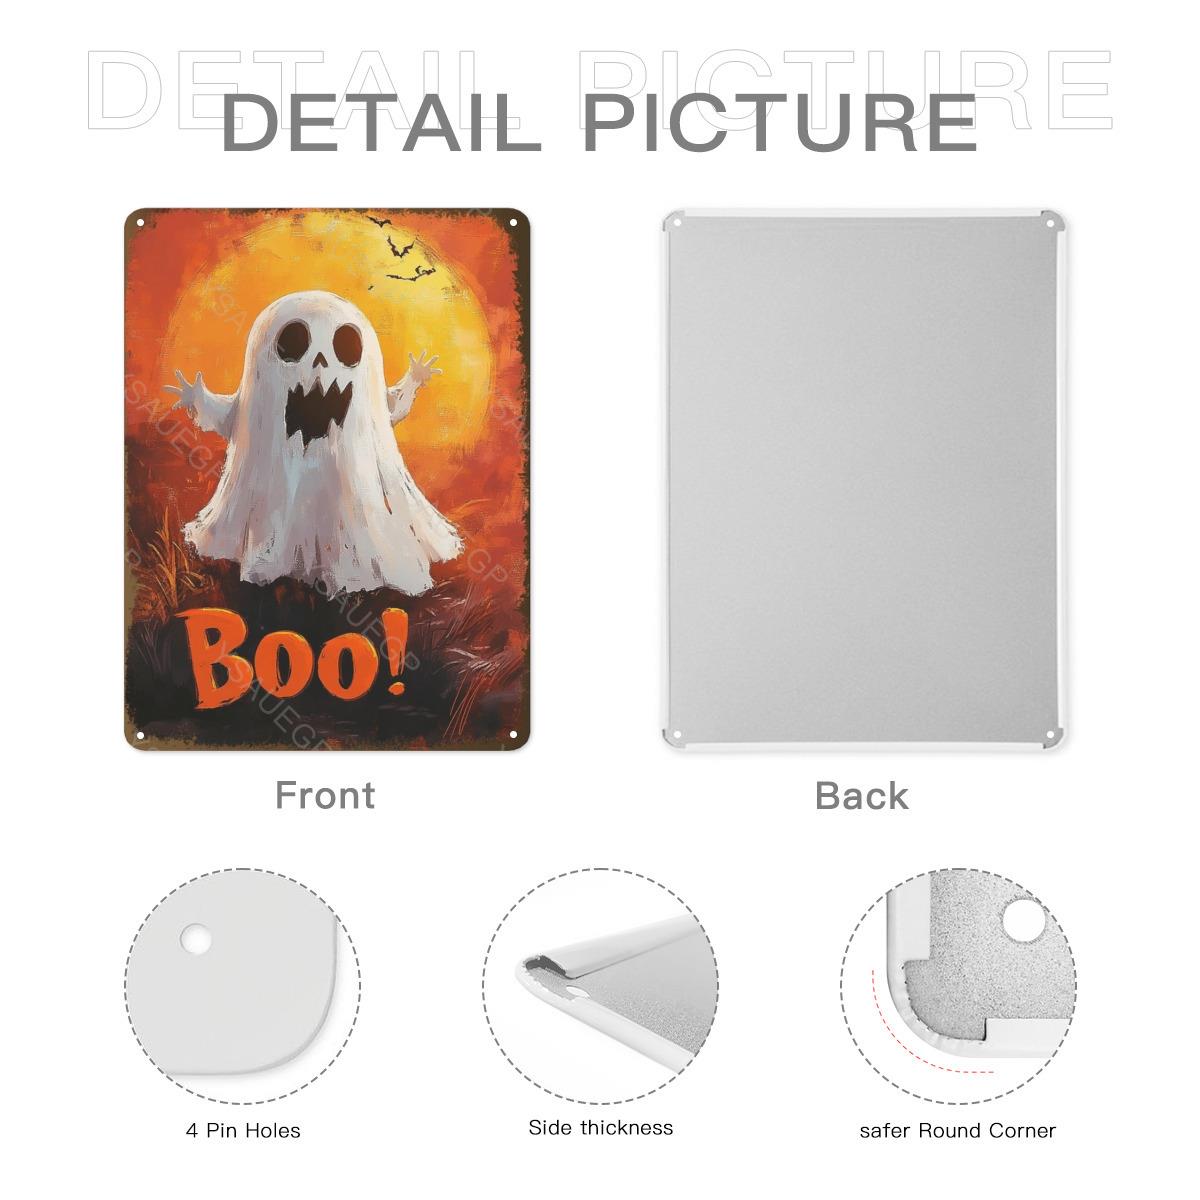 DETAIL PICTURE
DETAIL PICTURE
BOO!
Front
Back
4 Pin Holes
Side thickness
safer Round Corner